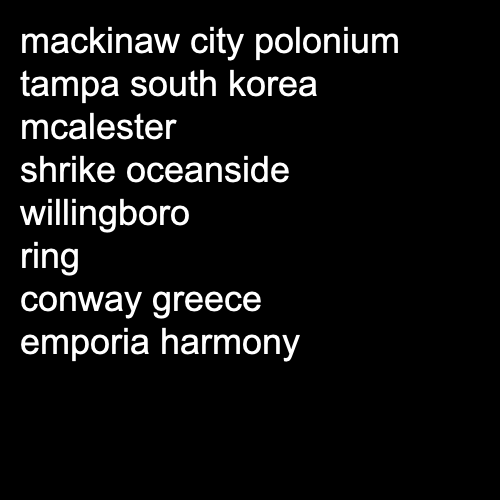 mackinaw city polonium
tampa south korea
mcalester
shrike oceanside
willingboro
ring
conway greece
emporia harmony